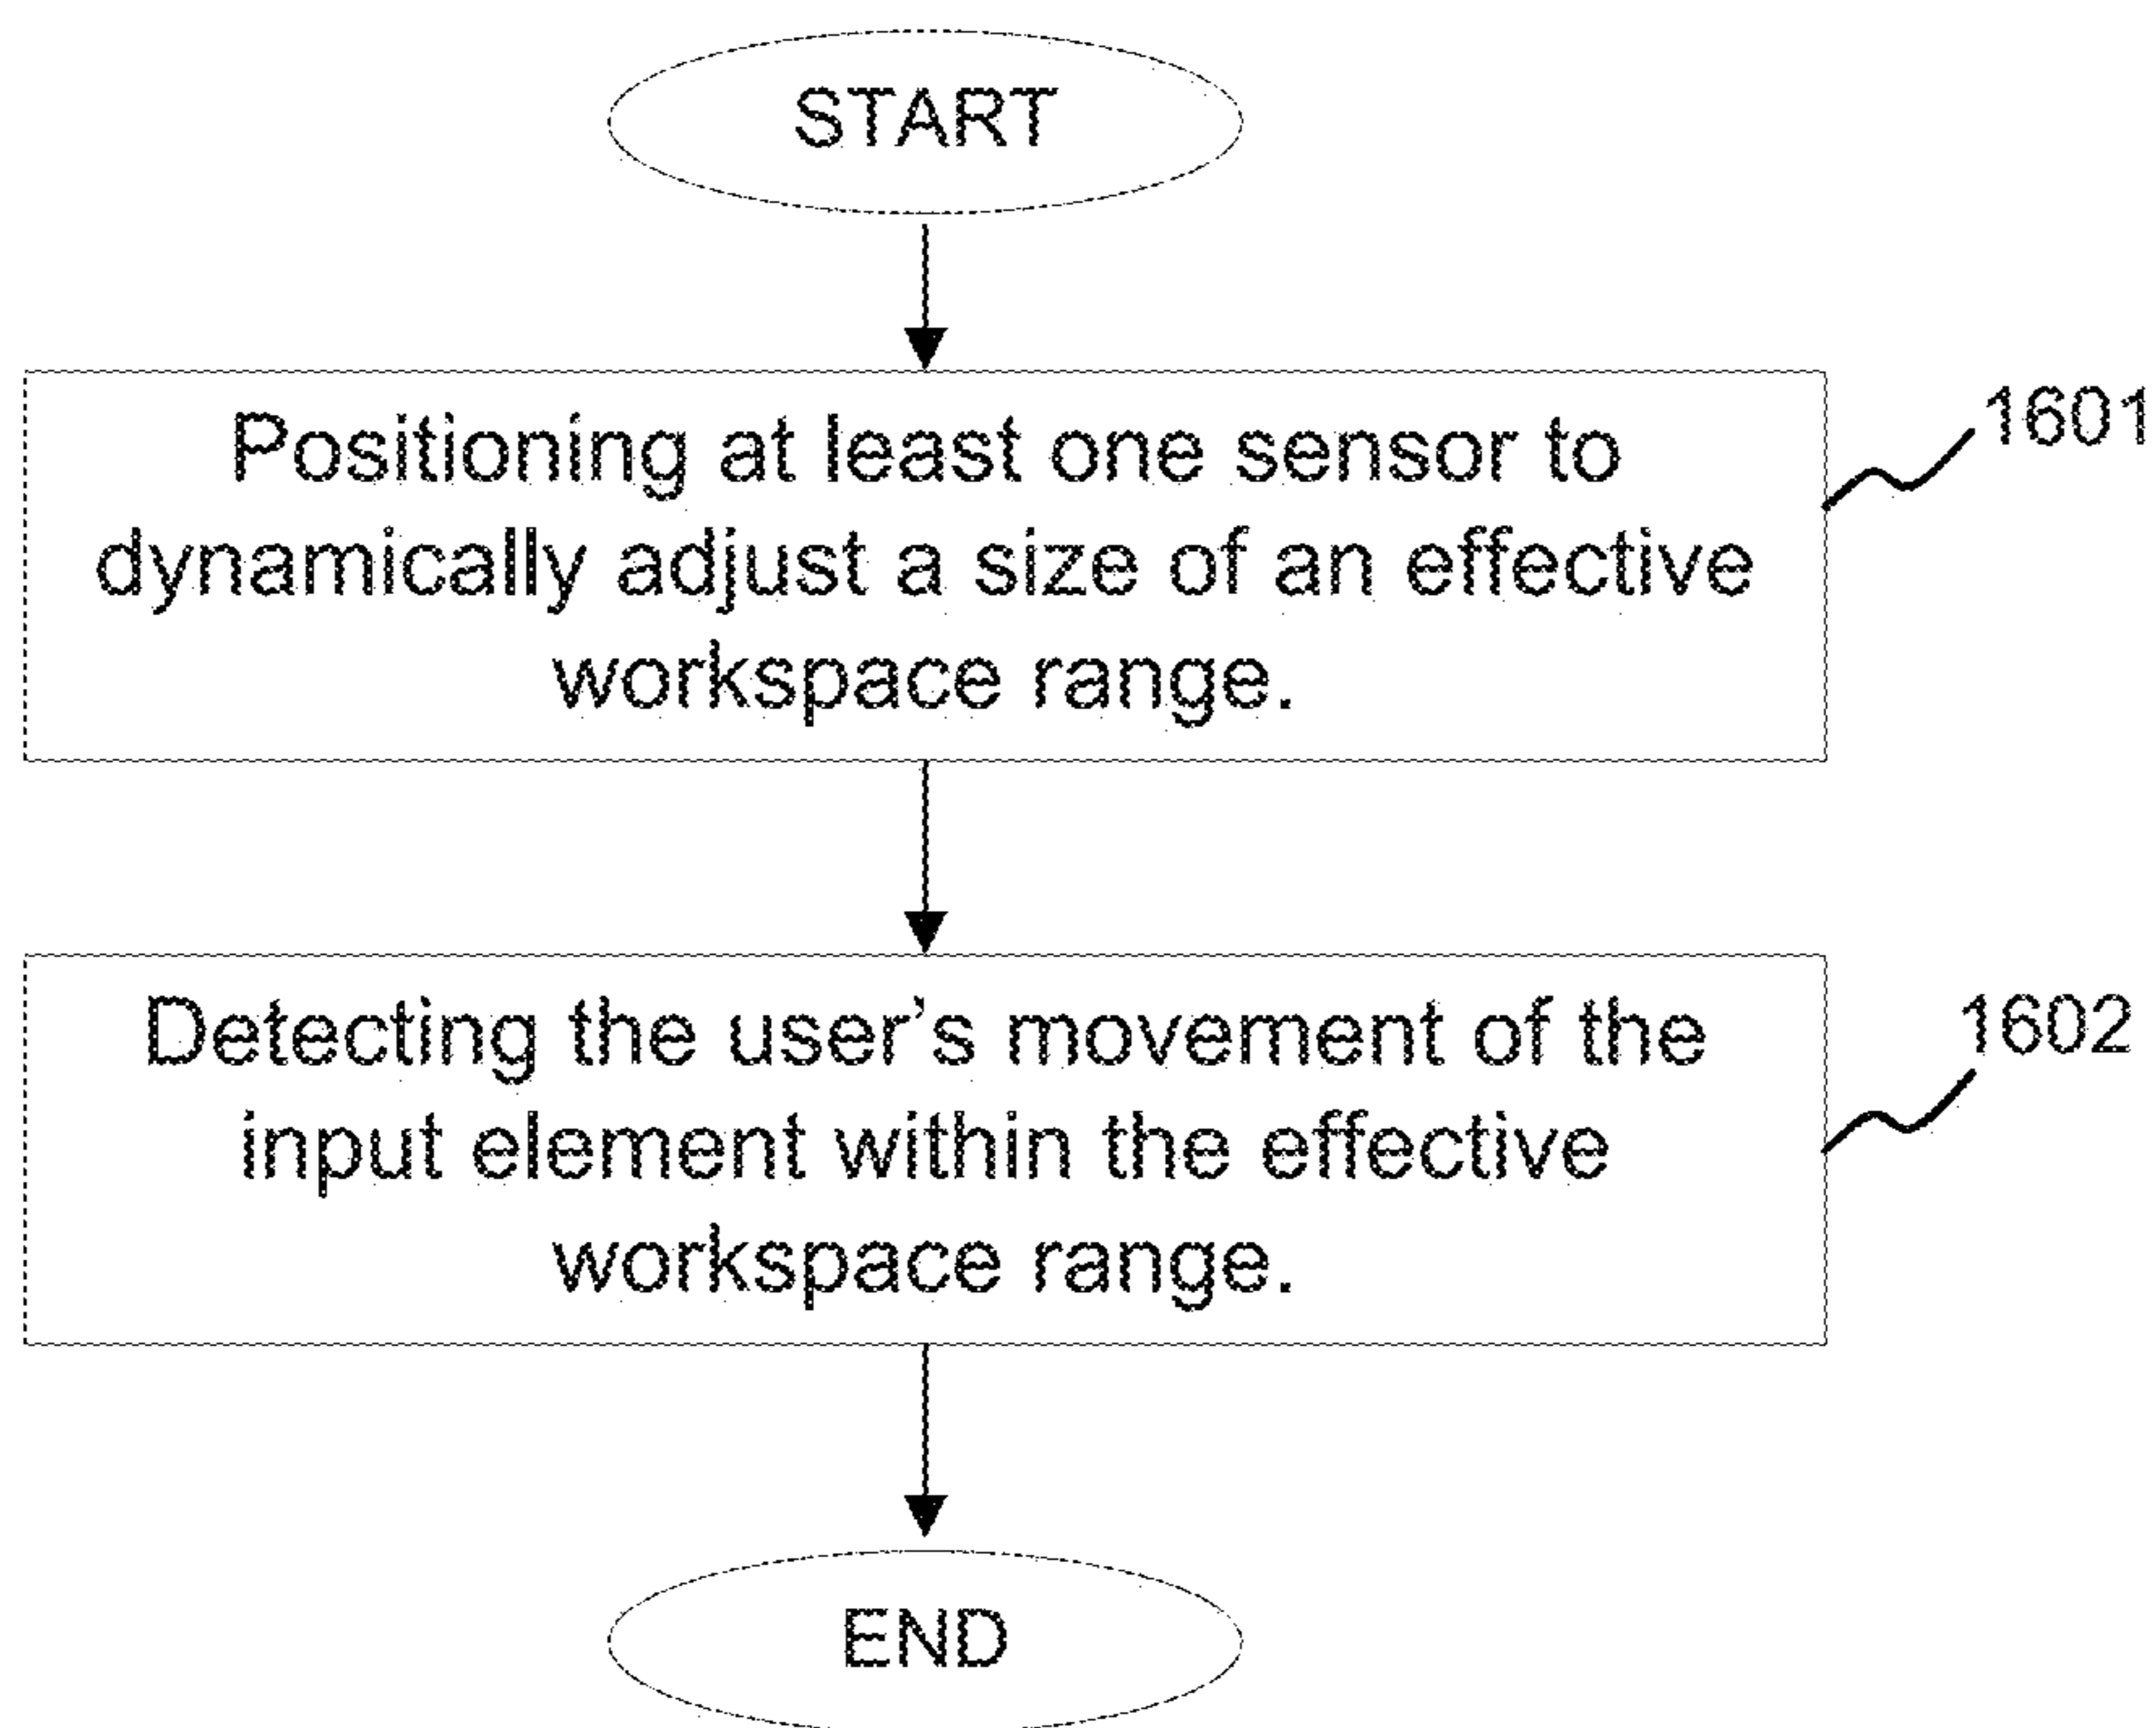 START
Positioning at least one sensor to
dynamically adjust a size of an effective
workspace range.
1601
Detecting the user's movement of the
input element within the effective
workspace range.
1602
END